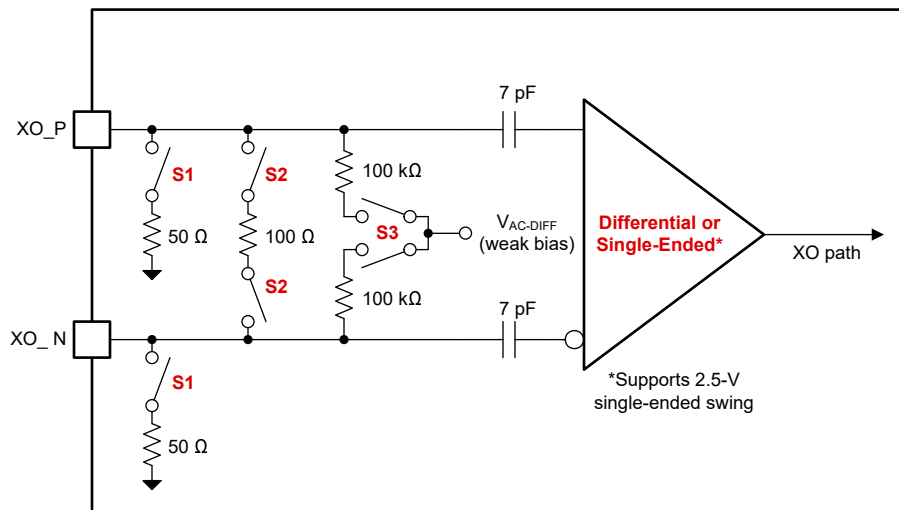 7 pF
XO_P
S1
S2
100 kΩ
S3
V_AC-DIFF
(weak bias)
Differential or
Single-Ended*
XO path
50 Ω
100 Ω
S2
100 kΩ
7 pF
XO_ N
S1
50 Ω
*Supports 2.5-V
single-ended swing